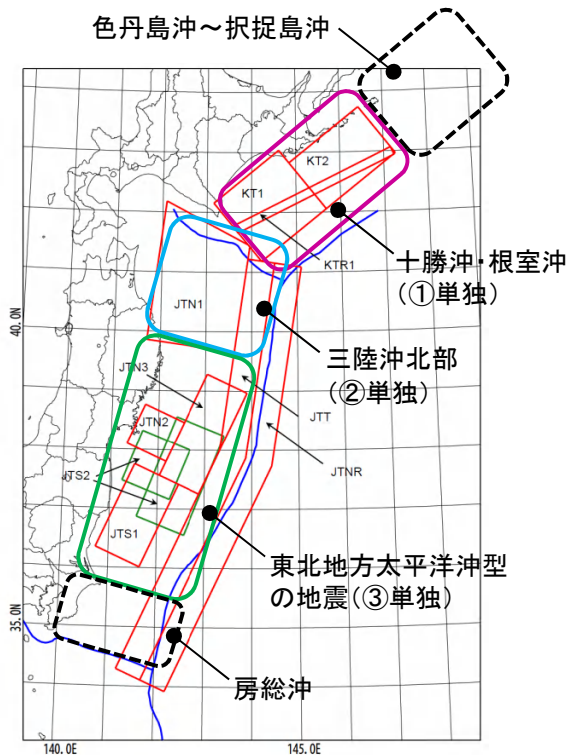 色丹島沖～択捉島沖
KT2
KT1
十勝沖･根室沖
（①単独）
KTR1
40.0N
JTN1
三陸沖北部
（②単独）
JTN3
JTT
JTN2
JTNR
JTS2
JTS1
東北地方太平洋沖型
の地震（③単独）
35.0N
房総沖
140.0E
145.0E